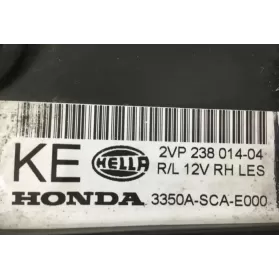 KE HELLA 2VP 238 014-04
R/L 12V RH LES
HONDA 3350A-SCA-E000